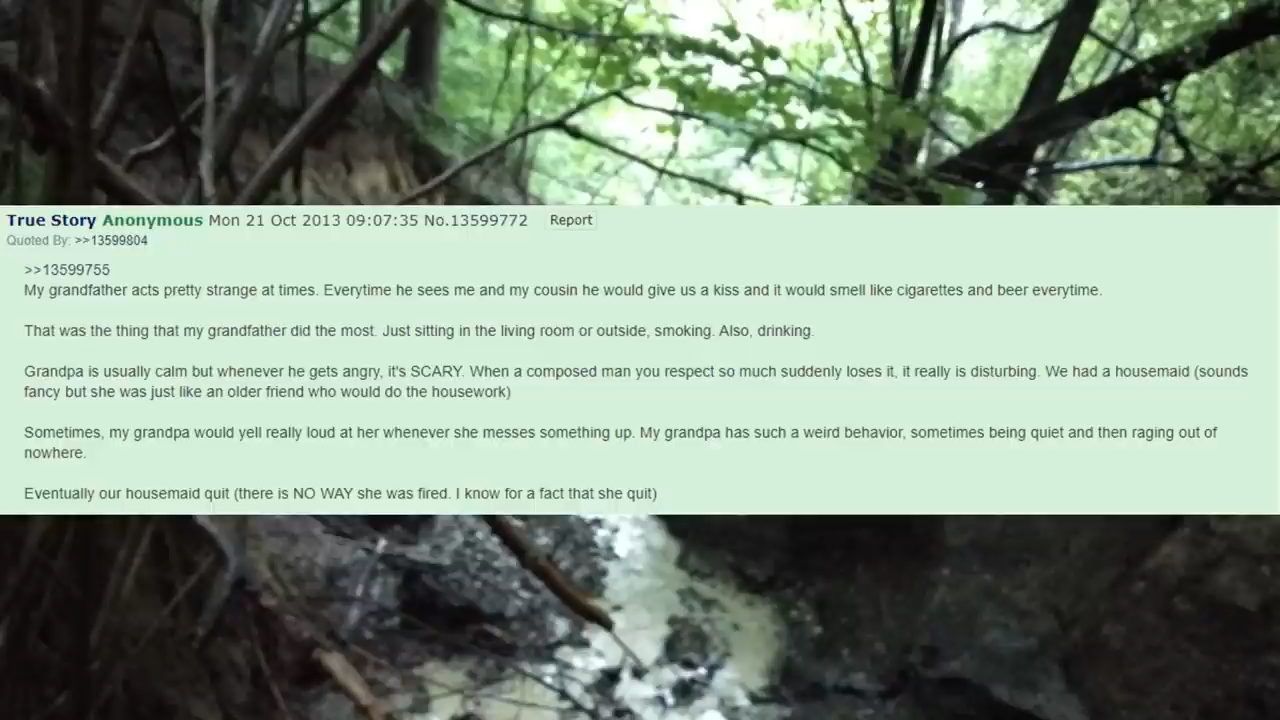 True Story Anonymous Mon 21 Oct 2013 09:07:35 No.13599772 Report
Quoted By: >>13599804
>>13599755
My grandfather acts pretty strange at times. Everytime he sees me and my cousin he would give us a kiss and it would smell like cigarettes and beer everytime.
That was the thing that my grandfather did the most. Just sitting in the living room or outside, smoking. Also, drinking.
Grandpa is usually calm but whenever he gets angry, it's SCARY. When a composed man you respect so much suddenly loses it, it really is disturbing. We had a housemaid (sounds
fancy but she was just like an older friend who would do the housework)
Sometimes, my grandpa would yell really loud at her whenever she messes something up. My grandpa has such a weird behavior, sometimes being quiet and then raging out of
nowhere.
Eventually our housemaid quit (there is NO WAY she was fired. I know for a fact that she quit)